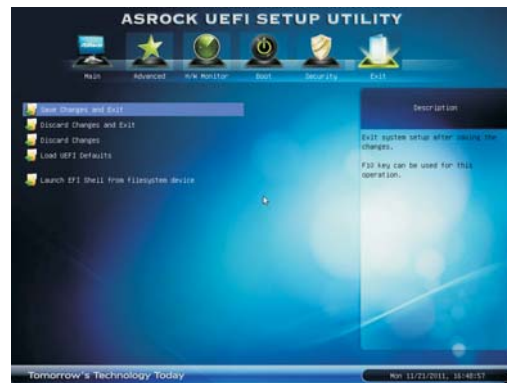 ASROCK UEFI SETUP UTILITY
Main Advanced H/W Monitor Boot Security Exit
Save Changes and Exit
Discard Changes and Exit
Discard Changes
Load UEFI Defaults
Launch EFI Shell from filesystem device
Description
Exit system setup after saving the
changes.
F10 key can be used for this
operation.
Tomorrow's Technology Today
Mon 11/21/2011, 16:48:57